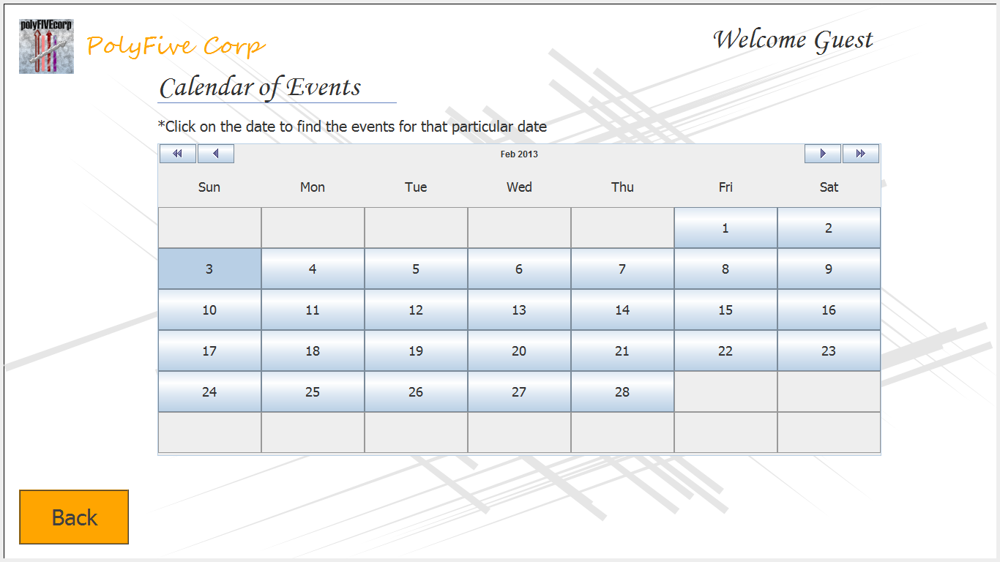 polyFIVEcorp
PolyFive Corp
Welcome Guest
Calendar of Events
*Click on the date to find the events for that particular date
Feb 2013
Sun Mon Tue Wed Thu Fri Sat
1 2
3 4 5 6 7 8 9
10 11 12 13 14 15 16
17 18 19 20 21 22 23
24 25 26 27 28
Back